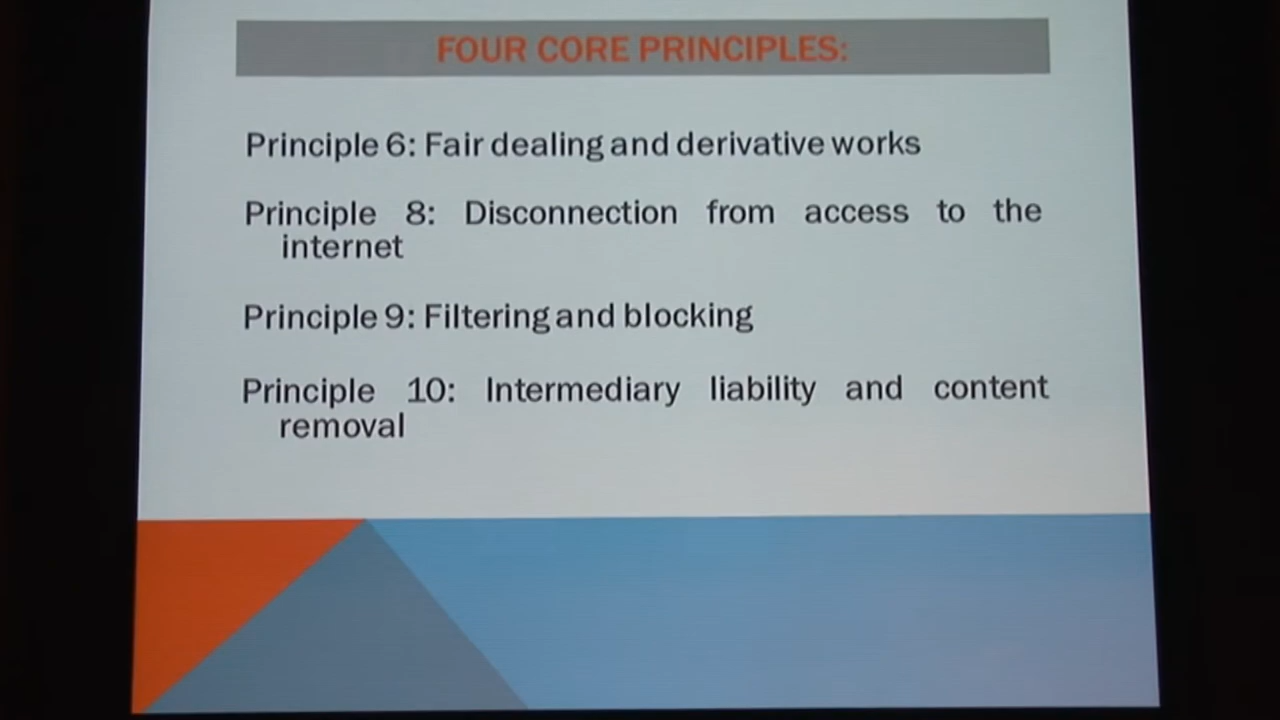 FOUR CORE PRINCIPLES:
Principle 6: Fair dealing and derivative works
Principle 8: Disconnection from access to the
internet
Principle 9: Filtering and blocking
Principle 10: Intermediary liability and content
removal